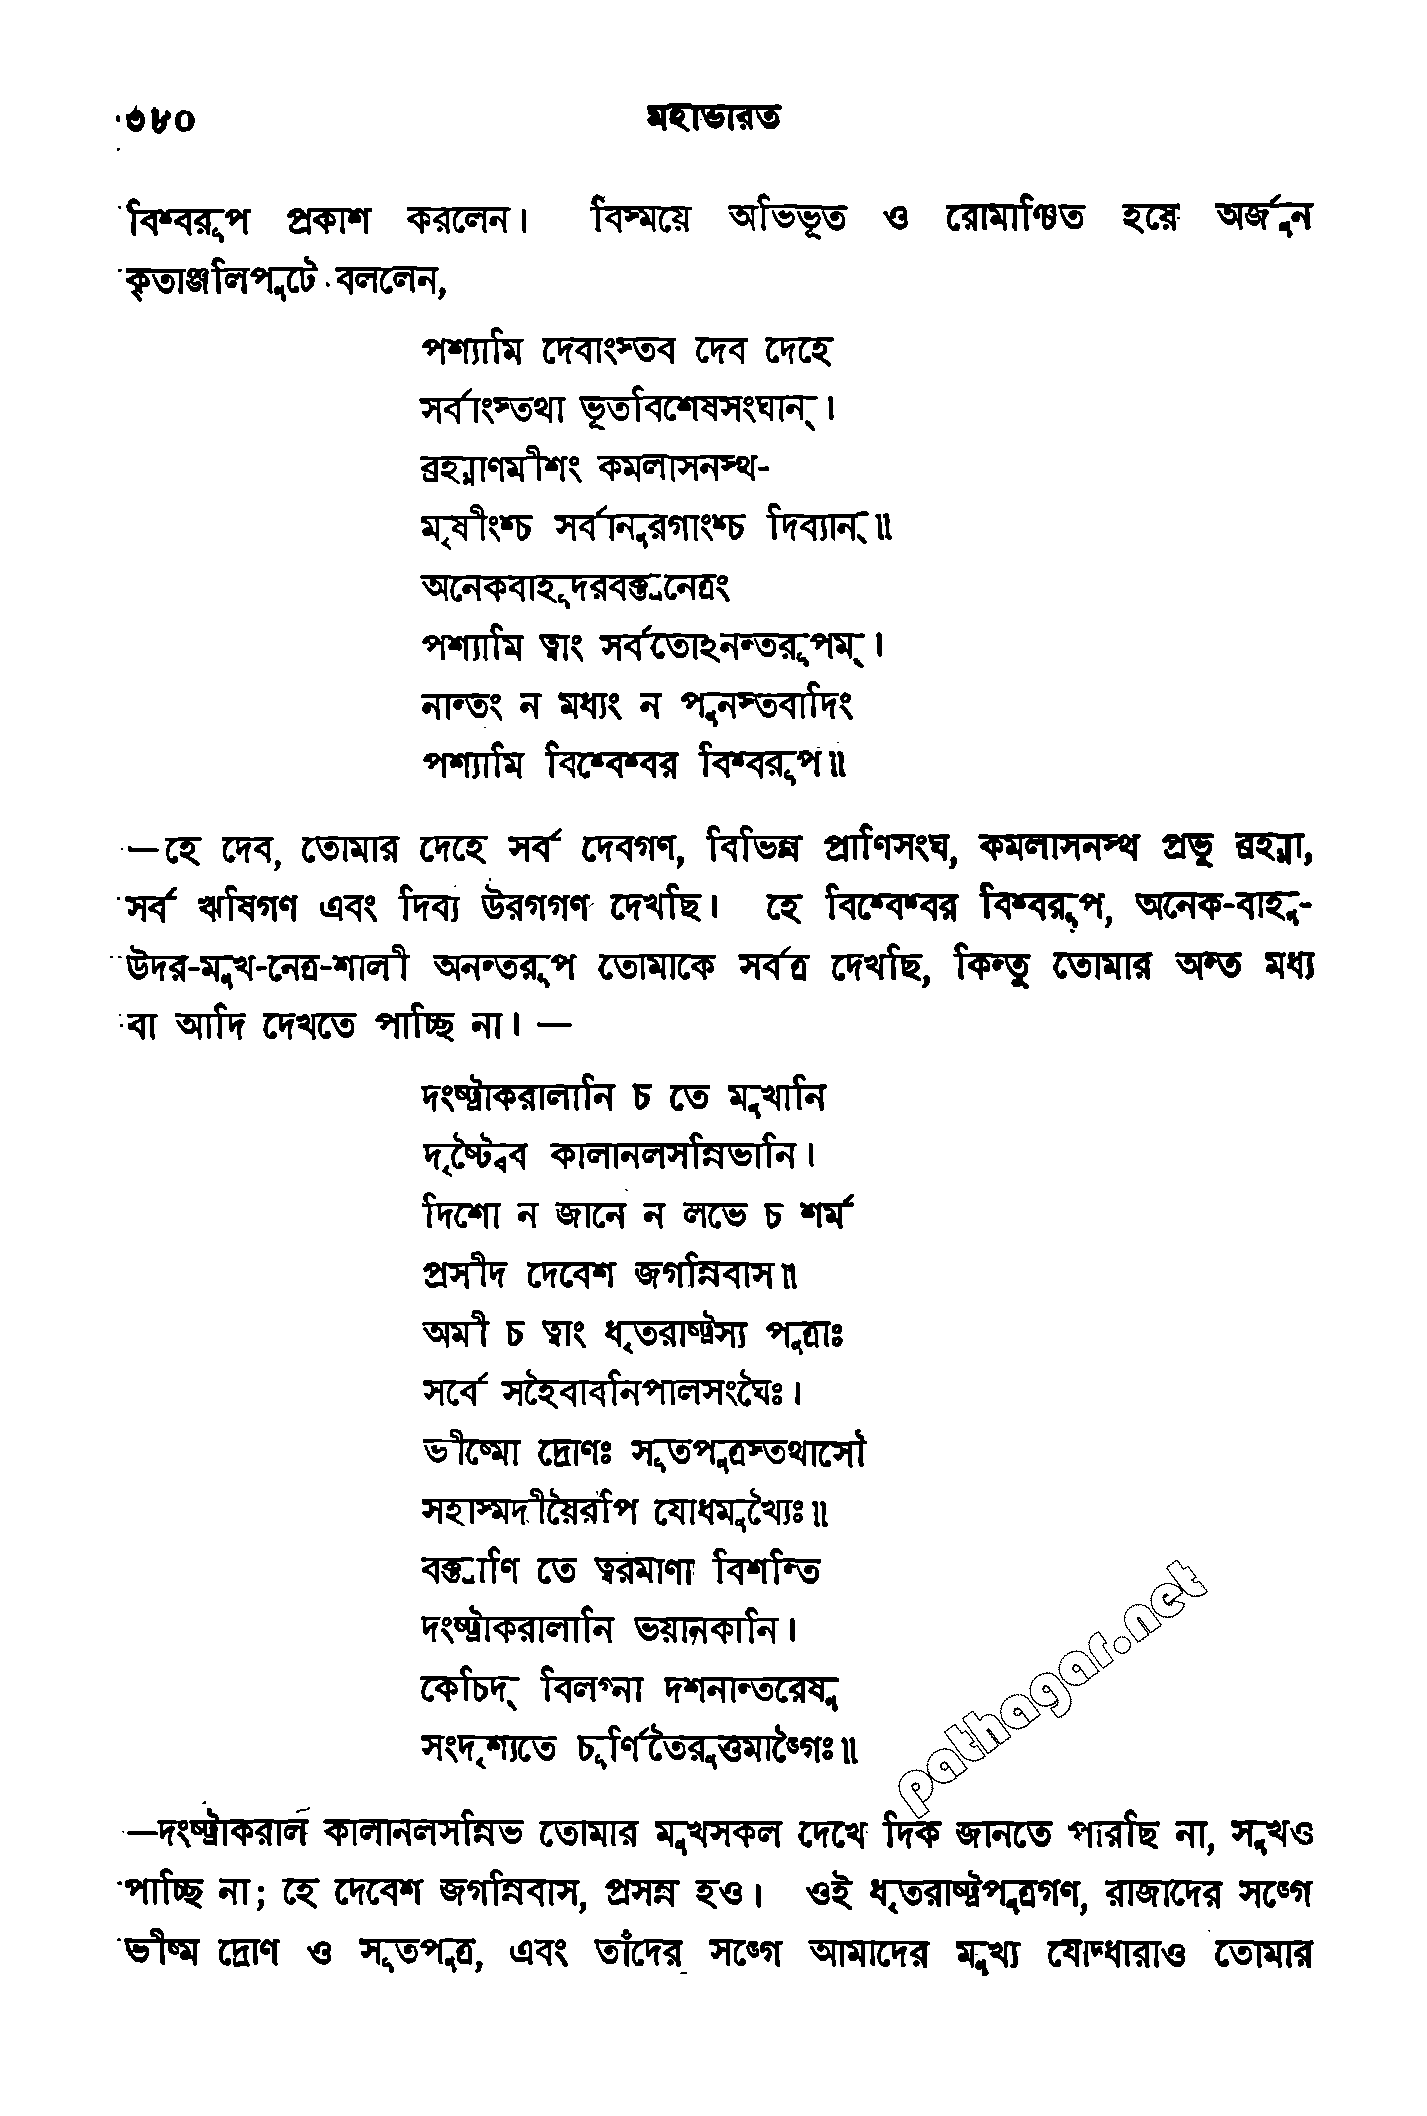 ৩৮০ মহাভারত
বিশ্বরূপ প্রকাশ করলেন। বিস্ময়ে অভিভূত ও রোমাঞ্চিত হয়ে অর্জুন
কৃতাঞ্জলিপুটে বললেন,
পশ্যামি দেবাংস্তব দেব দেহে
সর্বাংস্তথা ভূতবিশেষসংঘান্।
ব্রহ্মাণমীশং কমলাসনস্থ-
মৃষীংশ্চ সর্বানুরগাংশ্চ দিব্যান্॥
অনেকবাহূদরবক্ত্রনেত্রং
পশ্যামি ত্বাং সর্বতোঽনন্তরূপম্।
নান্তং ন মধ্যং ন পুনস্তবাদিং
পশ্যামি বিশ্বেশ্বর বিশ্বরূপ॥
—হে দেব, তোমার দেহে সর্ব দেবগণ, বিভিন্ন প্রাণিসংঘ, কমলাসনস্থ প্রভু ব্রহ্মা,
সর্ব ঋষিগণ এবং দিব্য উরগগণ দেখছি। হে বিশ্বেশ্বর বিশ্বরূপ, অনেক-বাহু-
উদর-মুখ-নেত্র-শালী অনন্তরূপ তোমাকে সর্বত্র দেখছি, কিন্তু তোমার অন্ত মধ্য
বা আদি দেখতে পাচ্ছি না। —
দংষ্ট্রাকরালানি চ তে মুখানি
দৃষ্ট্বৈব কালানলসন্নিভানি।
দিশো ন জানে ন লভে চ শর্ম
প্রসীদ দেবেশ জগন্নিবাস॥
অমী চ ত্বাং ধৃতরাষ্ট্রস্য পুত্রাঃ
সর্বে সহৈবাবনিপালসংঘৈঃ।
ভীষ্মো দ্রোণঃ সূতপুত্রস্তথাসৌ
সহাস্মদীয়ৈরপি যোধমুখ্যৈঃ॥
বক্ত্রাণি তে ত্বরমাণা বিশন্তি
দংষ্ট্রাকরালানি ভয়ানকানি।
কেচিদ্ বিলগ্না দশনান্তরেষু
সংদৃশ্যতে চূর্ণিতৈরুত্তমাঙ্গৈঃ॥
—দংষ্ট্রাকরাল কালানলসন্নিভ তোমার মুখসকল দেখে দিক জানতে পারছি না, সুখও
পাচ্ছি না; হে দেবেশ জগন্নিবাস, প্রসন্ন হও। ওই ধৃতরাষ্ট্রপুত্রগণ, রাজাদের সঙ্গে
ভীষ্ম দ্রোণ ও সূতপুত্র, এবং তাঁদের সঙ্গে আমাদের মুখ্য যোদ্ধারাও তোমার
pathagar.net